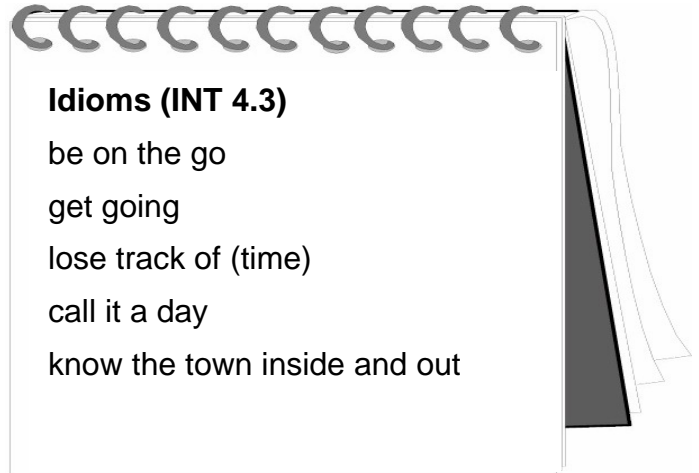 Idioms (INT 4.3)
be on the go
get going
lose track of (time)
call it a day
know the town inside and out